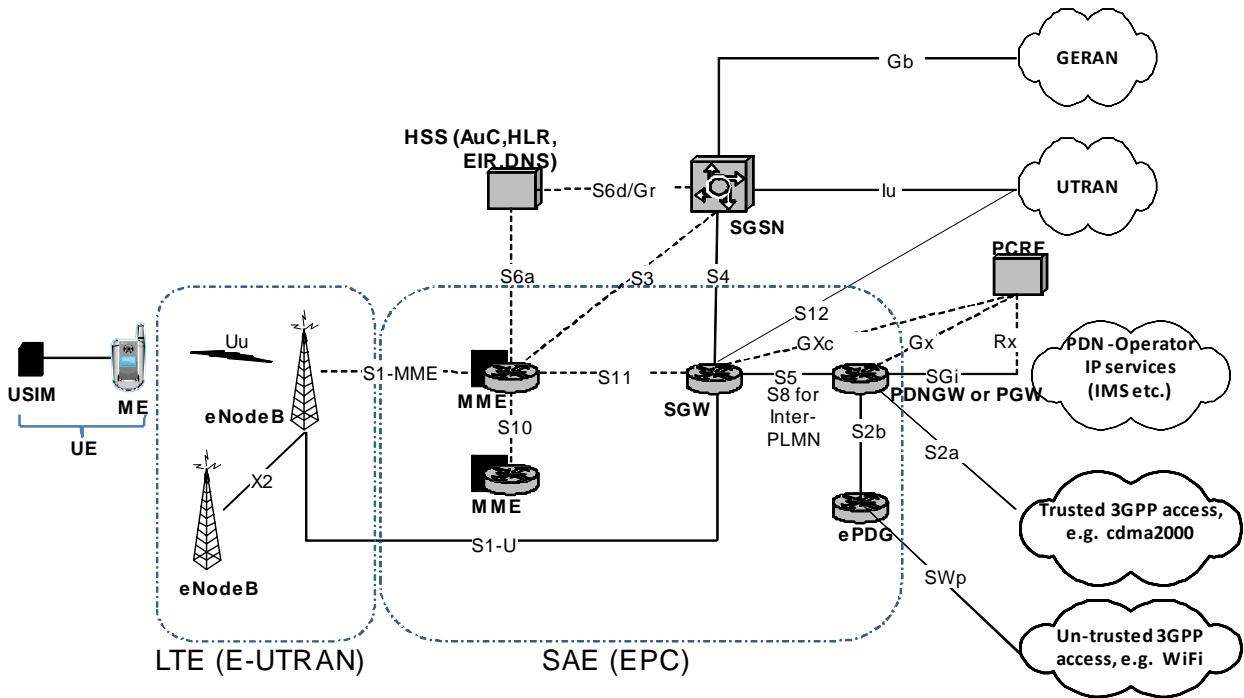 GERAN
Gb
HSS (AuC,HLR,
EIR,DNS)
S6d/Gr
SGSN
Iu
UTRAN
PCRF
S6a
S3
S4
S12
GXc
Gx
Rx
PDN -Operator
IP services
(IMS etc.)
USIM
ME
UE
Uu
eNodeB
S1-MME
MME
S11
SGW
S5
S8 for
Inter-
PLMN
PDNGW or PGW
SGi
S10
MME
X2
eNodeB
S2b
S2a
ePDG
Trusted 3GPP access,
e.g. cdma2000
S1-U
SWp
Un-trusted 3GPP
access, e.g. WiFi
LTE (E-UTRAN)
SAE (EPC)